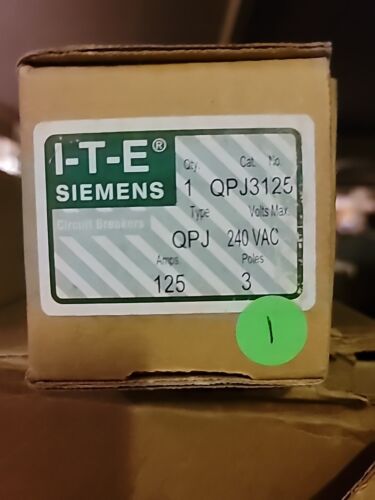 I-T-E®
SIEMENS
Circuit Breakers
Qty. Cat. No.
1 QPJ3125
Type Volts Max.
QPJ 240 VAC
Amps Poles
125 3
1